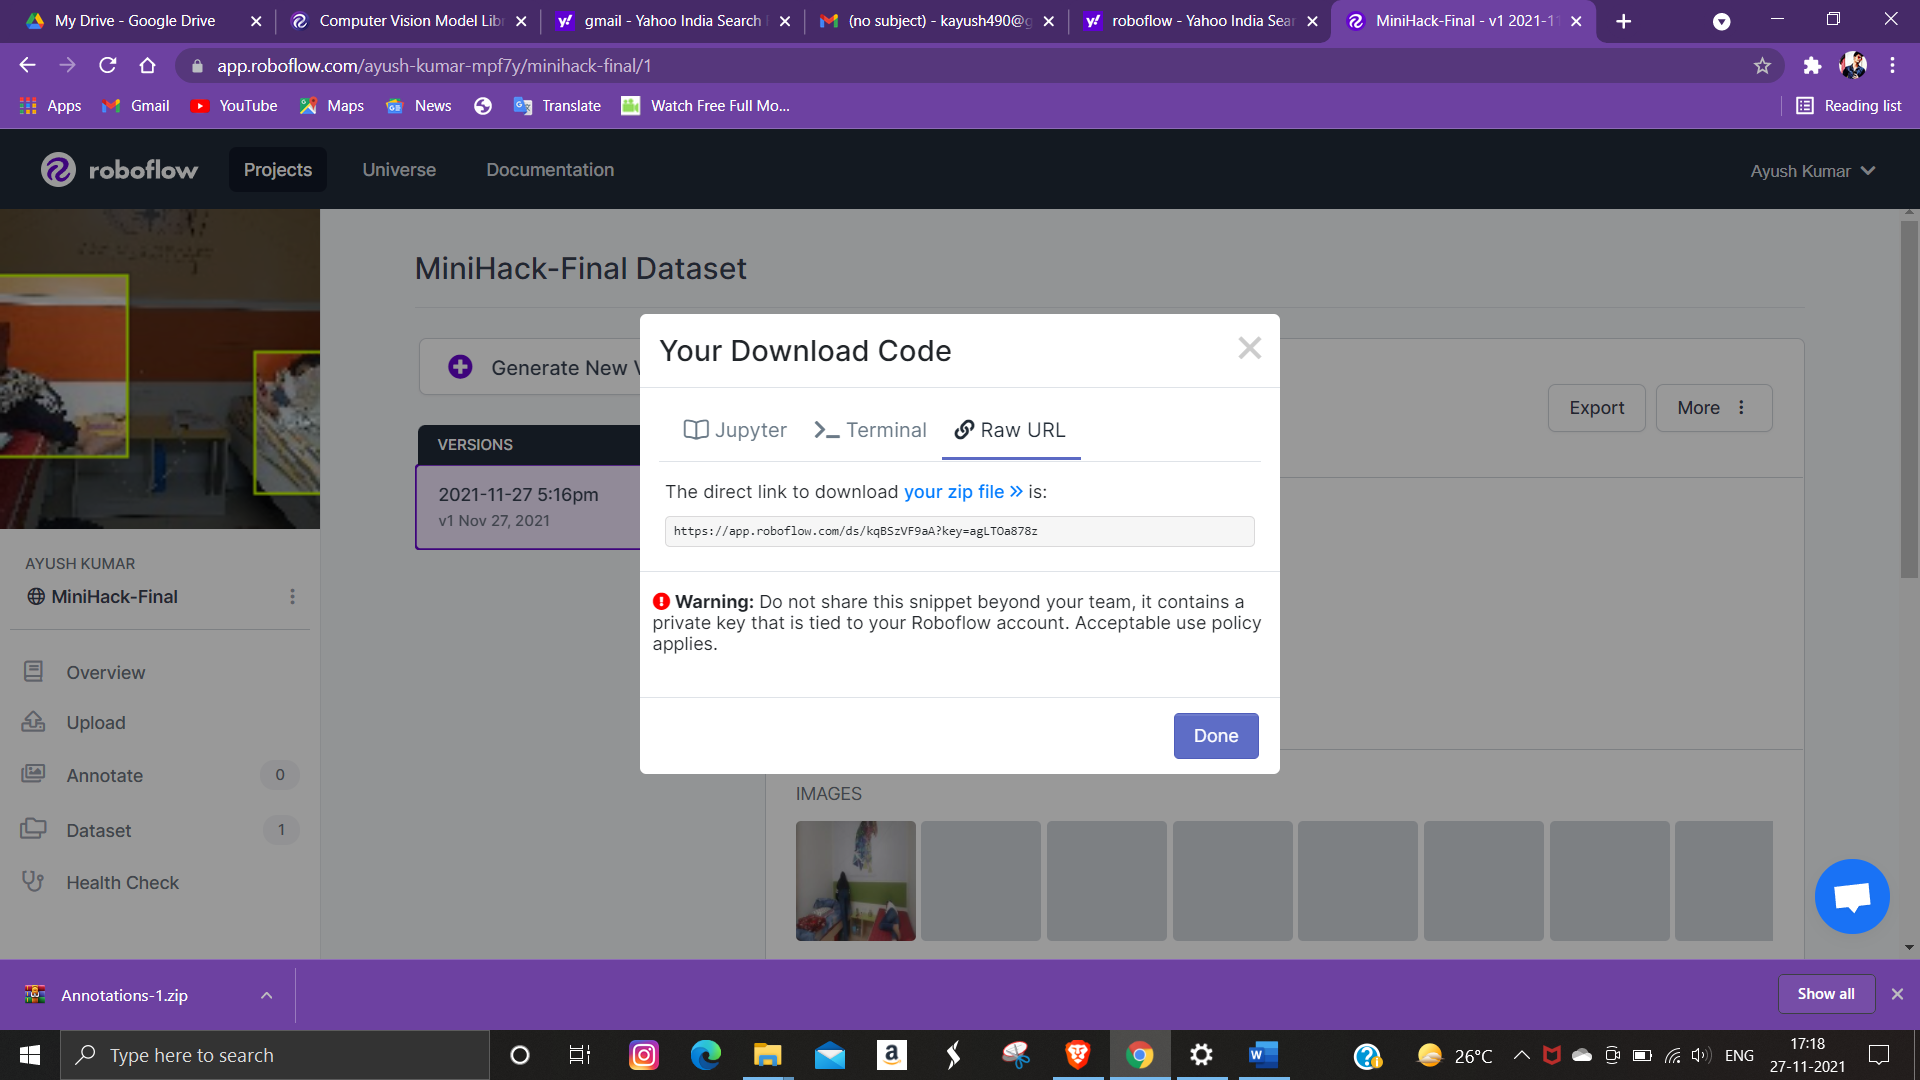 My Drive - Google Drive
Computer Vision Model Libr
gmail - Yahoo India Search
(no subject) - kayush490@g
roboflow - Yahoo India Sear
MiniHack-Final - v1 2021-11
app.roboflow.com/ayush-kumar-mpf7y/minihack-final/1
Apps
Gmail
YouTube
Maps
News
Translate
Watch Free Full Mo...
Reading list
roboflow
Projects
Universe
Documentation
Ayush Kumar
MiniHack-Final Dataset
Generate New V
Export
More
VERSIONS
2021-11-27 5:16pm
v1 Nov 27, 2021
Your Download Code
Jupyter
Terminal
Raw URL
The direct link to download your zip file » is:
https://app.roboflow.com/ds/kqBSzVF9aA?key=agLTOa878z
Warning: Do not share this snippet beyond your team, it contains a
private key that is tied to your Roboflow account. Acceptable use policy
applies.
Done
AYUSH KUMAR
MiniHack-Final
Overview
Upload
Annotate
0
Dataset
1
Health Check
IMAGES
Annotations-1.zip
Show all
Type here to search
26°C
ENG
17:18
27-11-2021